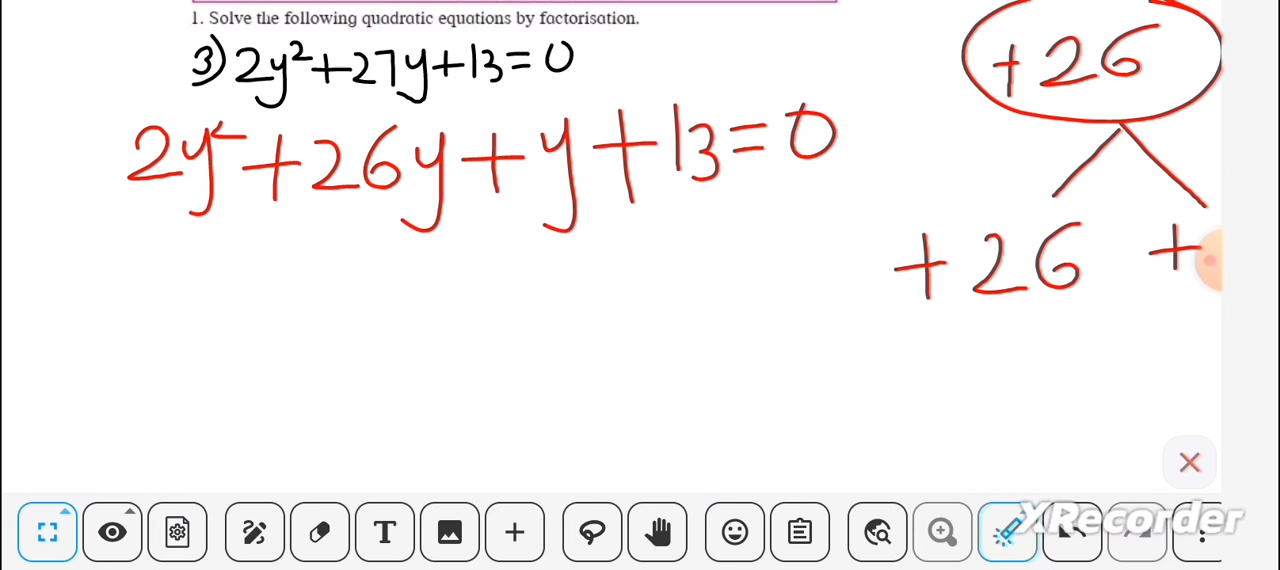 1. Solve the following quadratic equations by factorisation.
3) 2y²+27y+13=0
+26
2y²+26y+y+13=0
+26 +
T
XRecorder